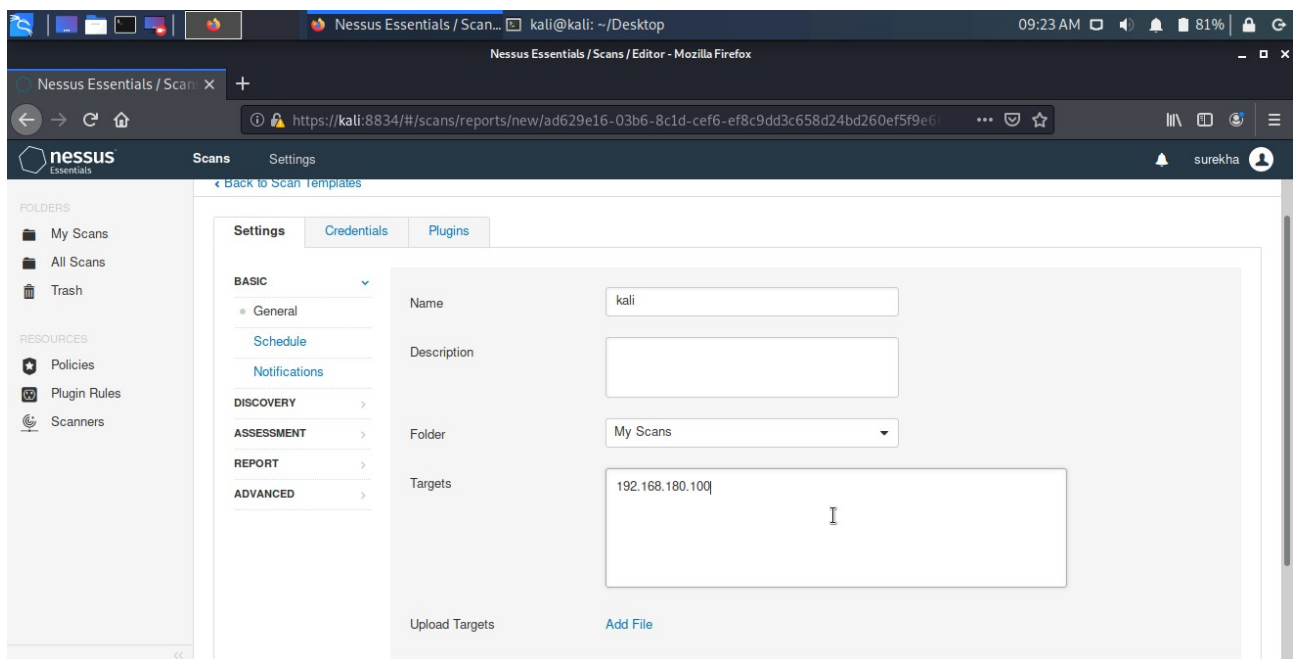 Nessus Essentials / Scan... kali@kali: ~/Desktop 09:23 AM 81%
Nessus Essentials / Scans / Editor - Mozilla Firefox
Nessus Essentials / Scan
https://kali:8834/#/scans/reports/new/ad629e16-03b6-8c1d-cef6-ef8c9dd3c658d24bd260ef5f9e6
nessus Essentials Scans Settings surekha
Back to Scan Templates
FOLDERS
My Scans
All Scans
Trash
RESOURCES
Policies
Plugin Rules
Scanners
Settings Credentials Plugins
BASIC
General
Schedule
Notifications
DISCOVERY
ASSESSMENT
REPORT
ADVANCED
Name kali
Description
Folder My Scans
Targets 192.168.180.100
Upload Targets Add File